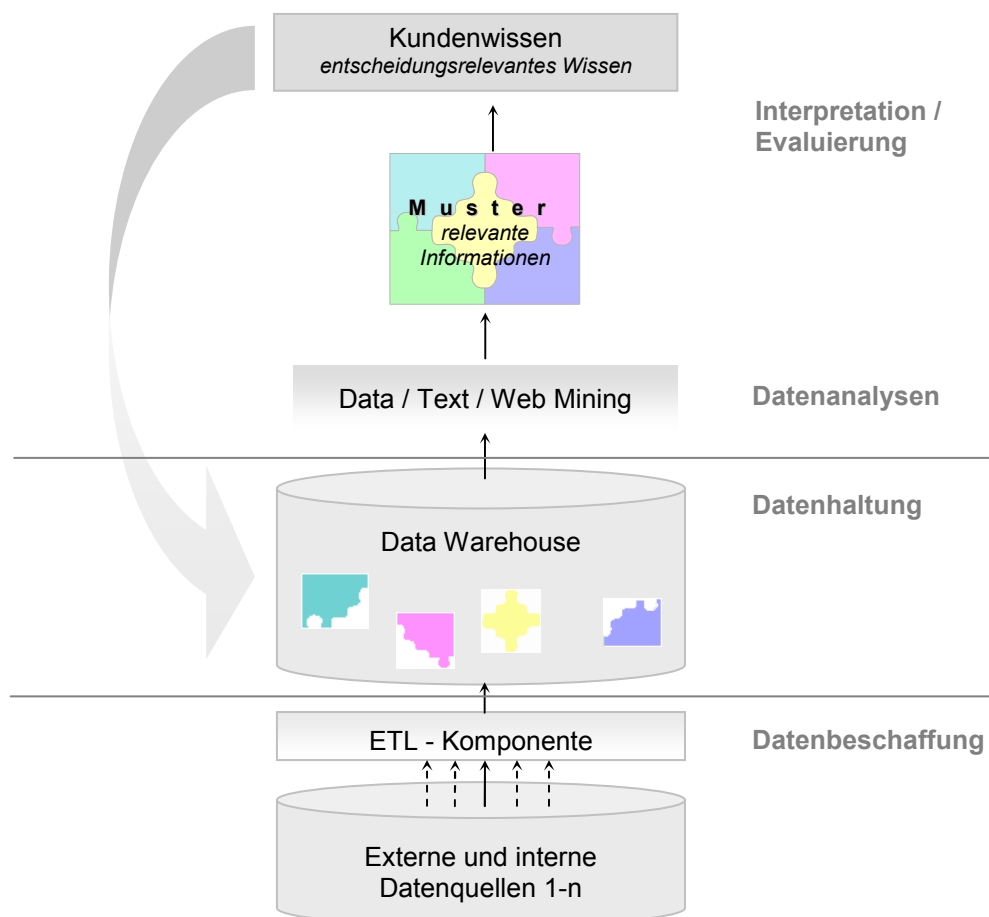 Kundenwissen
entscheidungsrelevantes Wissen
Interpretation /
Evaluierung
Muster
relevante
Informationen
Data / Text / Web Mining
Datenanalysen
Datenhaltung
Data Warehouse
ETL - Komponente
Datenbeschaffung
Externe und interne
Datenquellen 1-n